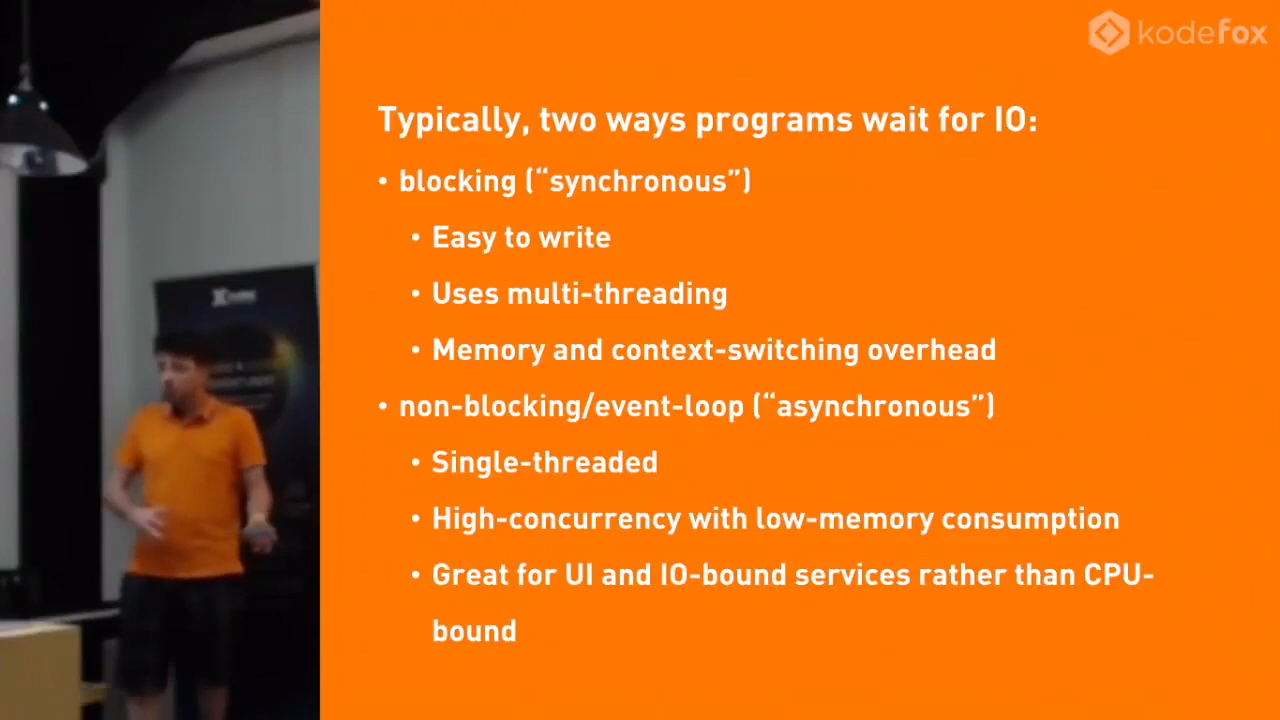 kodefox
Typically, two ways programs wait for IO:
• blocking (“synchronous”)
• Easy to write
• Uses multi-threading
• Memory and context-switching overhead
• non-blocking/event-loop (“asynchronous”)
• Single-threaded
• High-concurrency with low-memory consumption
• Great for UI and IO-bound services rather than CPU-
bound